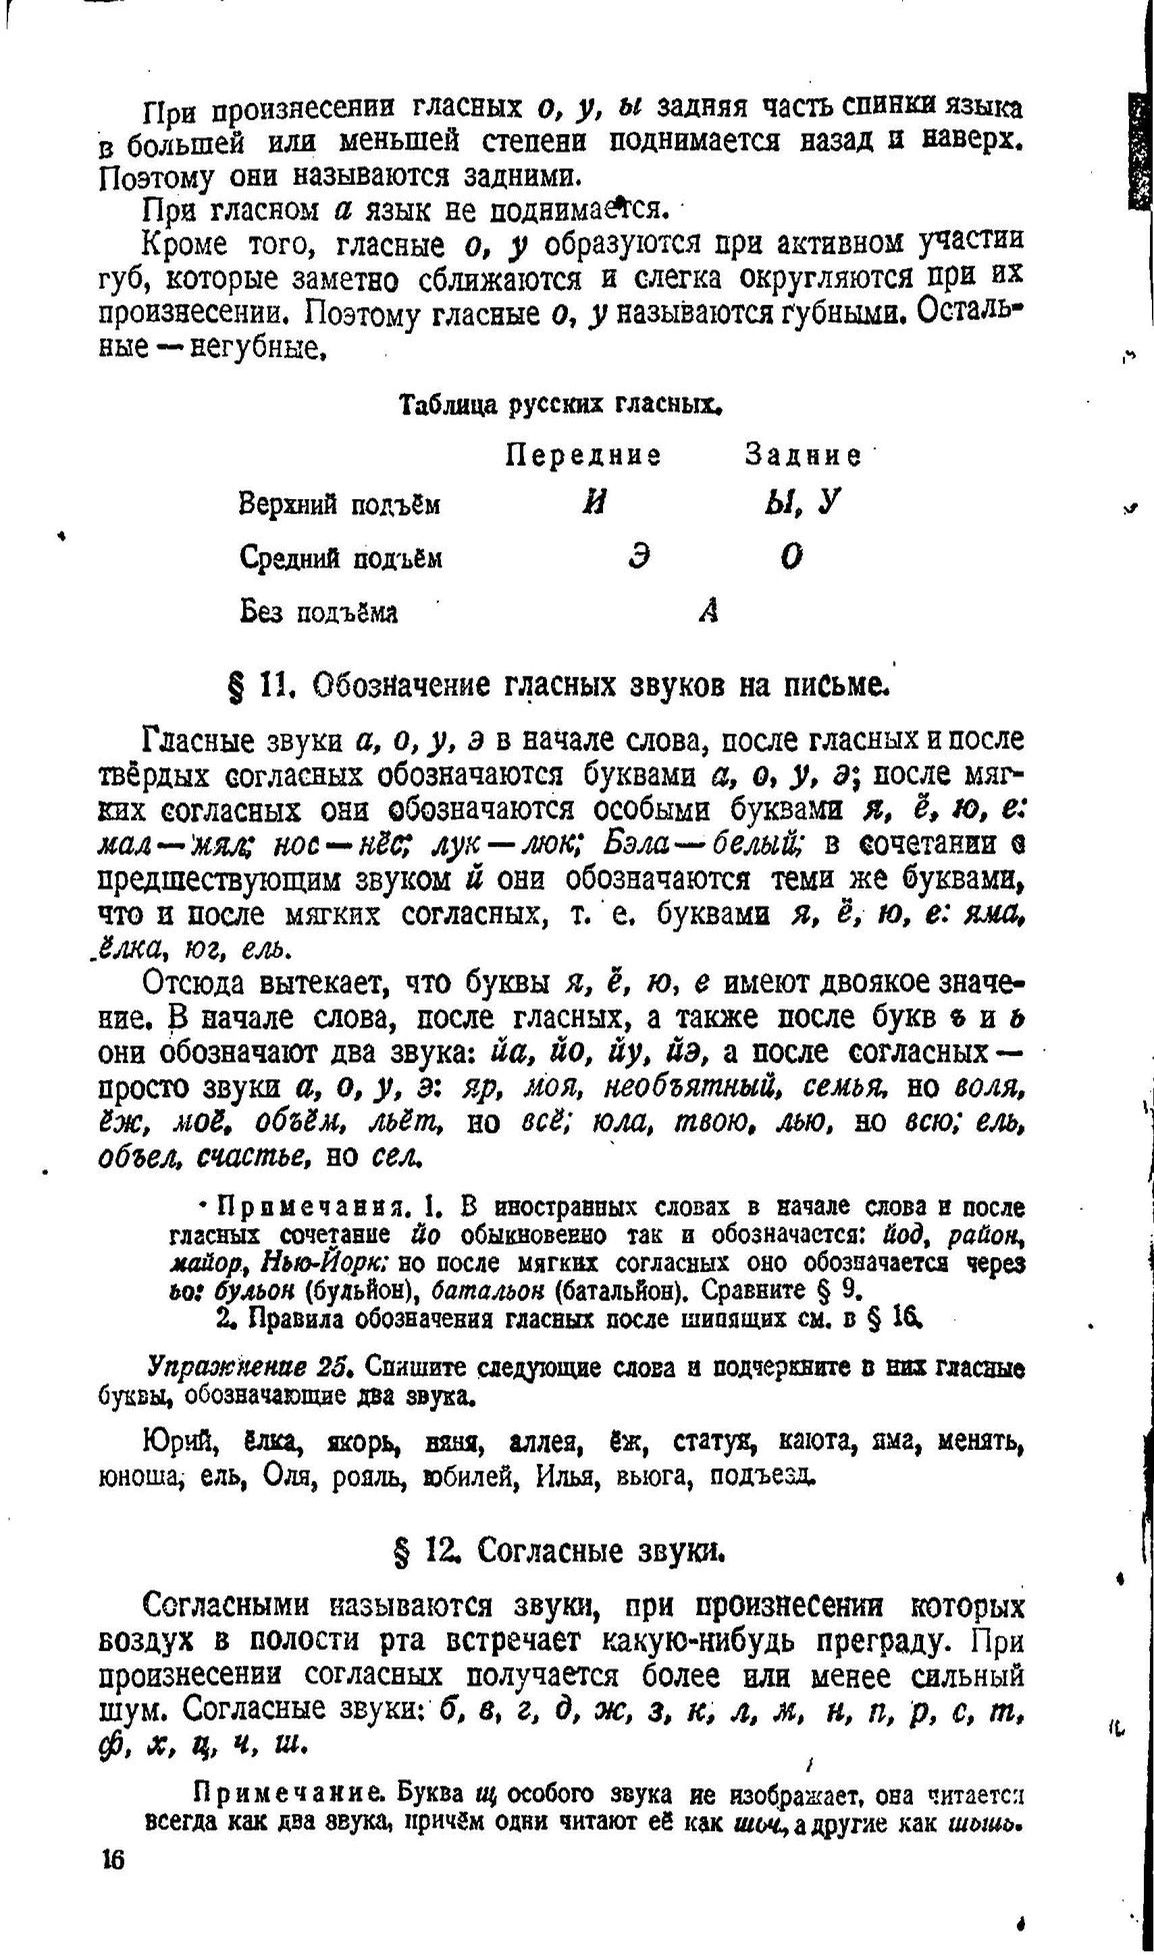 При произнесении гласных о, у, ы задняя часть спинки языка
в большей или меньшей степени поднимается назад и наверх.
Поэтому они называются задними.
При гласном а язык не поднимается.
Кроме того, гласные о, у образуются при активном участии
губ, которые заметно сближаются и слегка округляются при их
произнесении. Поэтому гласные о, у называются губными. Осталь-
ные — негубные.
Таблица русских гласных.
Передние Задние
Верхний подъём И Ы, У
Средний подъём Э О
Без подъёма А
§ 11. Обозначение гласных звуков на письме.
Гласные звуки а, о, у, э в начале слова, после гласных и после
твёрдых согласных обозначаются буквами а, о, у, э; после мяг-
ких согласных они обозначаются особыми буквами я, ё, ю, е:
мал — мял; нос — нёс; лук — люк; Бэла — белый; в сочетании с
предшествующим звуком й они обозначаются теми же буквами,
что и после мягких согласных, т. е. буквами я, ё, ю, е: яма,
ёлка, юг, ель.
Отсюда вытекает, что буквы я, ё, ю, е имеют двоякое значе-
ние. В начале слова, после гласных, а также после букв ъ и ь
они обозначают два звука: йа, йо, йу, йэ, а после согласных —
просто звуки а, о, у, э: яр, моя, необъятный, семья, но воля,
ёж, моё, объём, льёт, но всё; юла, твою, лью, но всю; ель,
объел, счастье, но сел.
Примечания. 1. В иностранных словах в начале слова и после
гласных сочетание йо обыкновенно так и обозначается: йод, район,
майор, Нью-Йорк; но после мягких согласных оно обозначается через
ьо: бульон (бульйон), батальон (батальйон). Сравните § 9.
2. Правила обозначения гласных после шипящих см. в § 16.
Упражнение 25. Спишите следующие слова и подчеркните в них гласные
буквы, обозначающие два звука.
Юрий, ёлка, якорь, няня, аллея, ёж, статуя, каюта, яма, менять,
юноша, ель, Оля, рояль, юбилей, Илья, вьюга, подъезд.
§ 12. Согласные звуки.
Согласными называются звуки, при произнесении которых
воздух в полости рта встречает какую-нибудь преграду. При
произнесении согласных получается более или менее сильный
шум. Согласные звуки: б, в, г, д, ж, з, к, л, м, н, п, р, с, т,
ф, х, ц, ч, ш.
Примечание. Буква щ особого звука не изображает, она читается
всегда как два звука, причём одни читают её как шьч, а другие как шьшь.
16